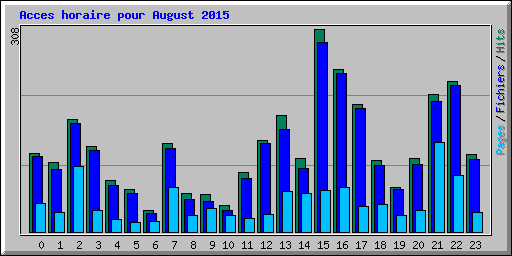 Acces horaire pour August 2015
308
Pages / Fichiers / Hits
0 1 2 3 4 5 6 7 8 9 10 11 12 13 14 15 16 17 18 19 20 21 22 23